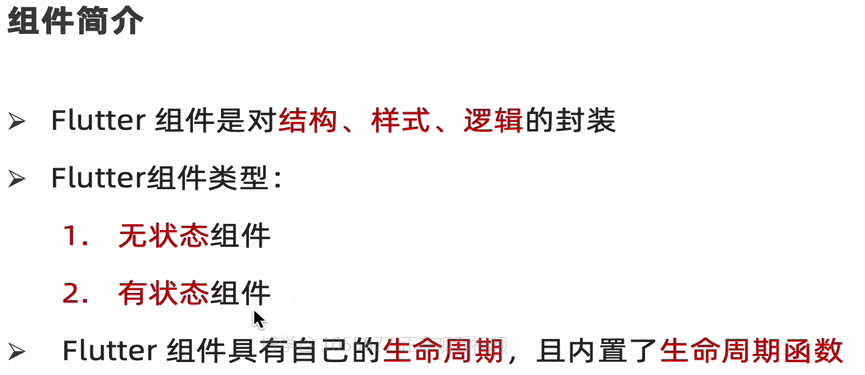 组件简介
➢ Flutter 组件是对结构、样式、逻辑的封装
➢ Flutter组件类型：
1. 无状态组件
2. 有状态组件
➢ Flutter 组件具有自己的生命周期，且内置了生命周期函数